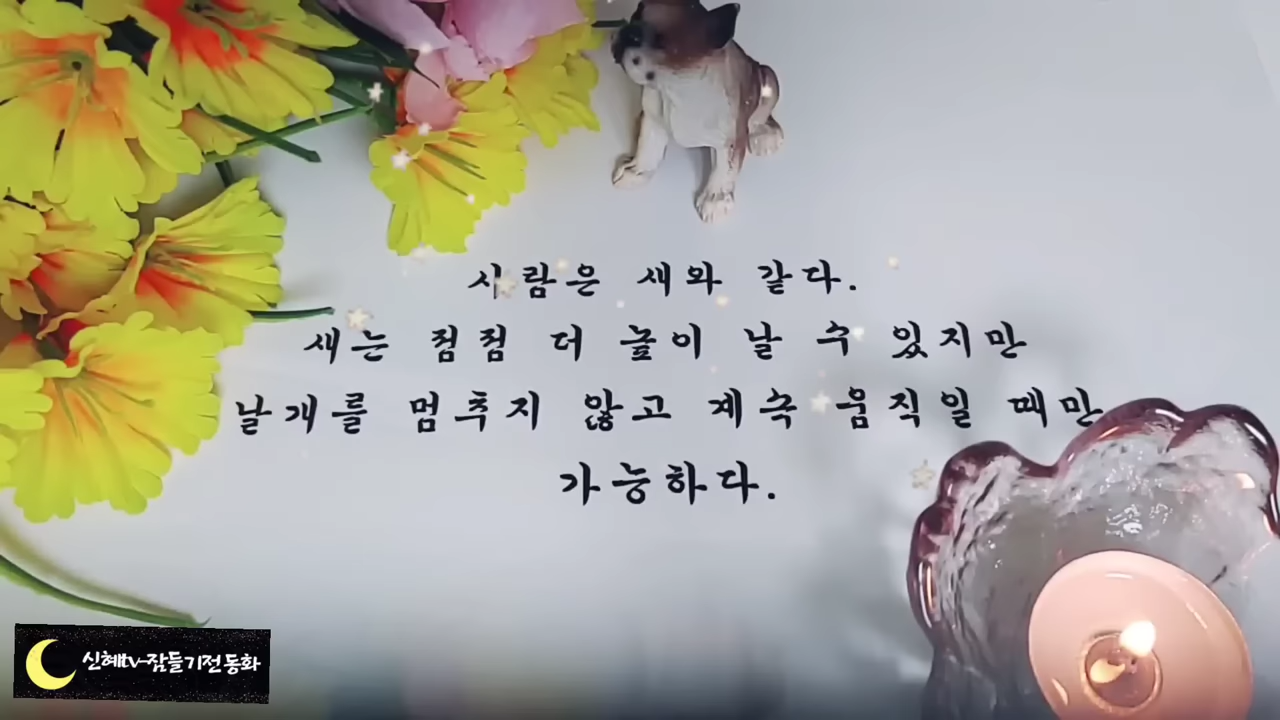 사람은 새와 같다.
새는 점점 더 높이 날 수 있지만
날개를 멈추지 않고 계속 움직일 때만
가능하다.
신혜tv-잠들기전동화